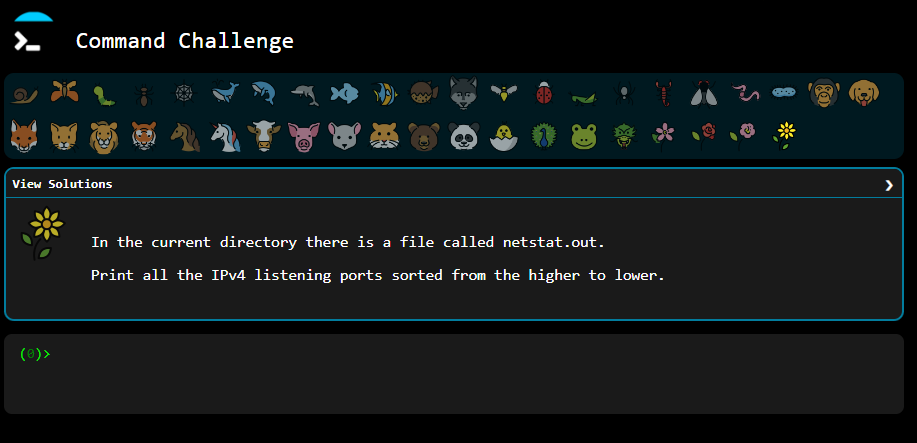 Command Challenge
View Solutions
In the current directory there is a file called netstat.out.
Print all the IPv4 listening ports sorted from the higher to lower.
(0)>